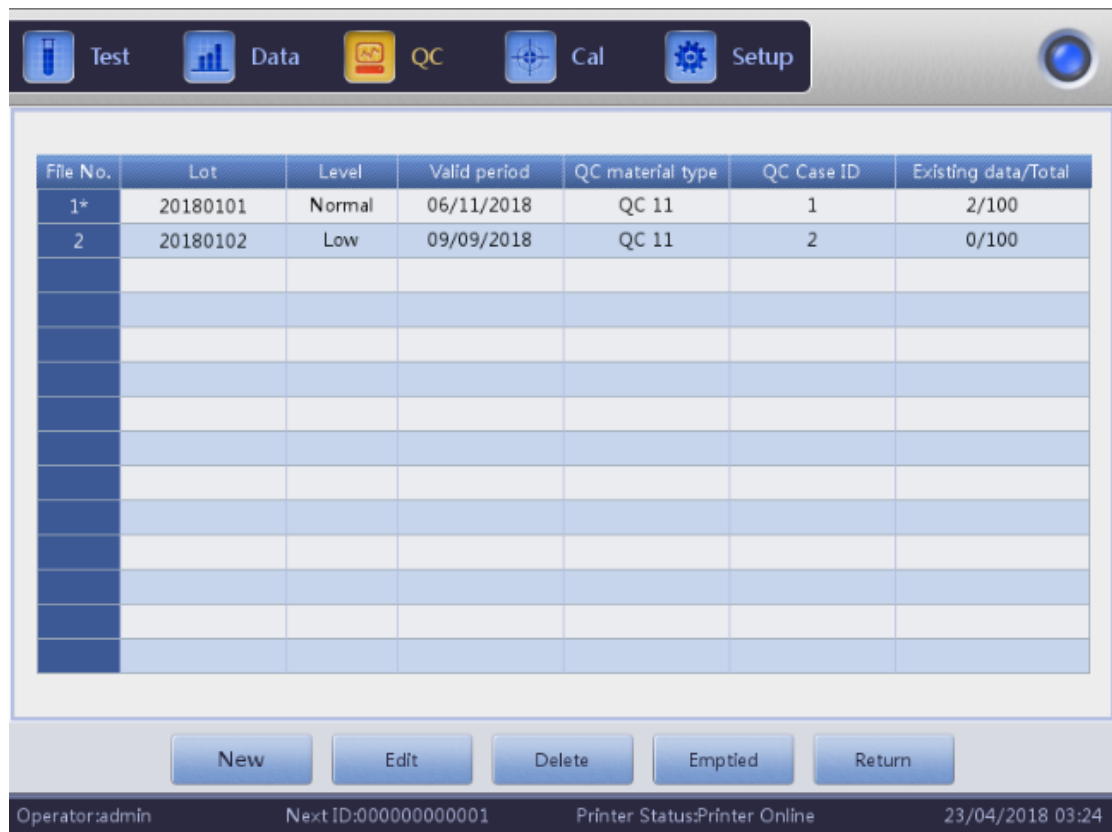 Test Data QC Cal Setup
File No. Lot Level Valid period QC material type QC Case ID Existing data/Total
1* 20180101 Normal 06/11/2018 QC 11 1 2/100
2 20180102 Low 09/09/2018 QC 11 2 0/100
New Edit Delete Emptied Return
Operator:admin Next ID:000000000001 Printer Status:Printer Online 23/04/2018 03:24